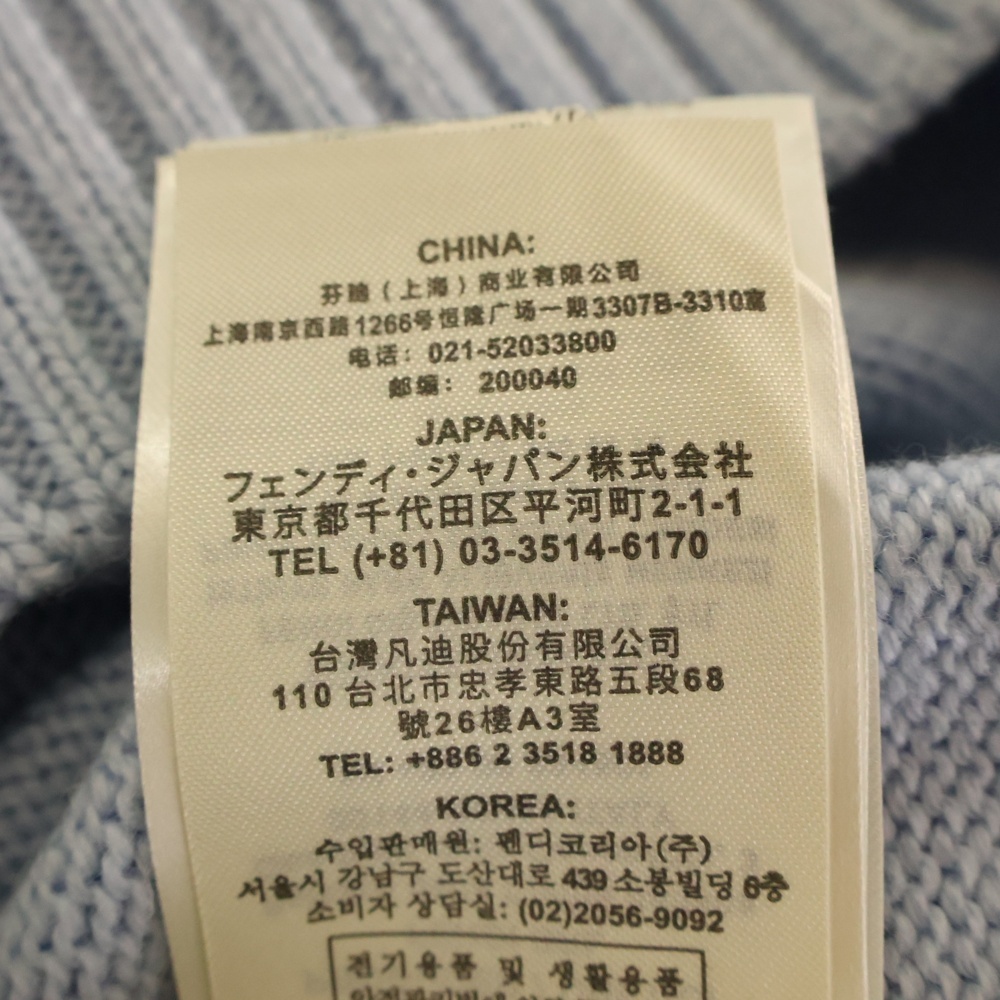 CHINA:
芬迪（上海）商业有限公司
上海南京西路1266号恒隆广场一期3307B-3310室
电话：021-52033800
邮编： 200040
JAPAN:
フェンディ・ジャパン株式会社
東京都千代田区平河町2-1-1
TEL (+81) 03-3514-6170
TAIWAN:
台灣凡迪股份有限公司
110 台北市忠孝東路五段68
號26樓A3室
TEL: +886 2 3518 1888
KOREA:
수입판매원: 펜디코리아(주)
서울시 강남구 도산대로 439 소봉빌딩 6층
소비자 상담실: (02)2056-9092
전기용품 및 생활용품